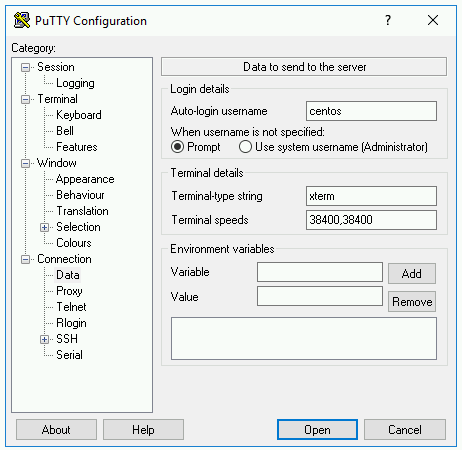 PuTTY Configuration
Category:
Session
Logging
Terminal
Keyboard
Bell
Features
Window
Appearance
Behaviour
Translation
Selection
Colours
Connection
Data
Proxy
Telnet
Rlogin
SSH
Serial
Data to send to the server
Login details
Auto-login username centos
When username is not specified:
Prompt Use system username (Administrator)
Terminal details
Terminal-type string xterm
Terminal speeds 38400,38400
Environment variables
Variable Add
Value Remove
About Help Open Cancel